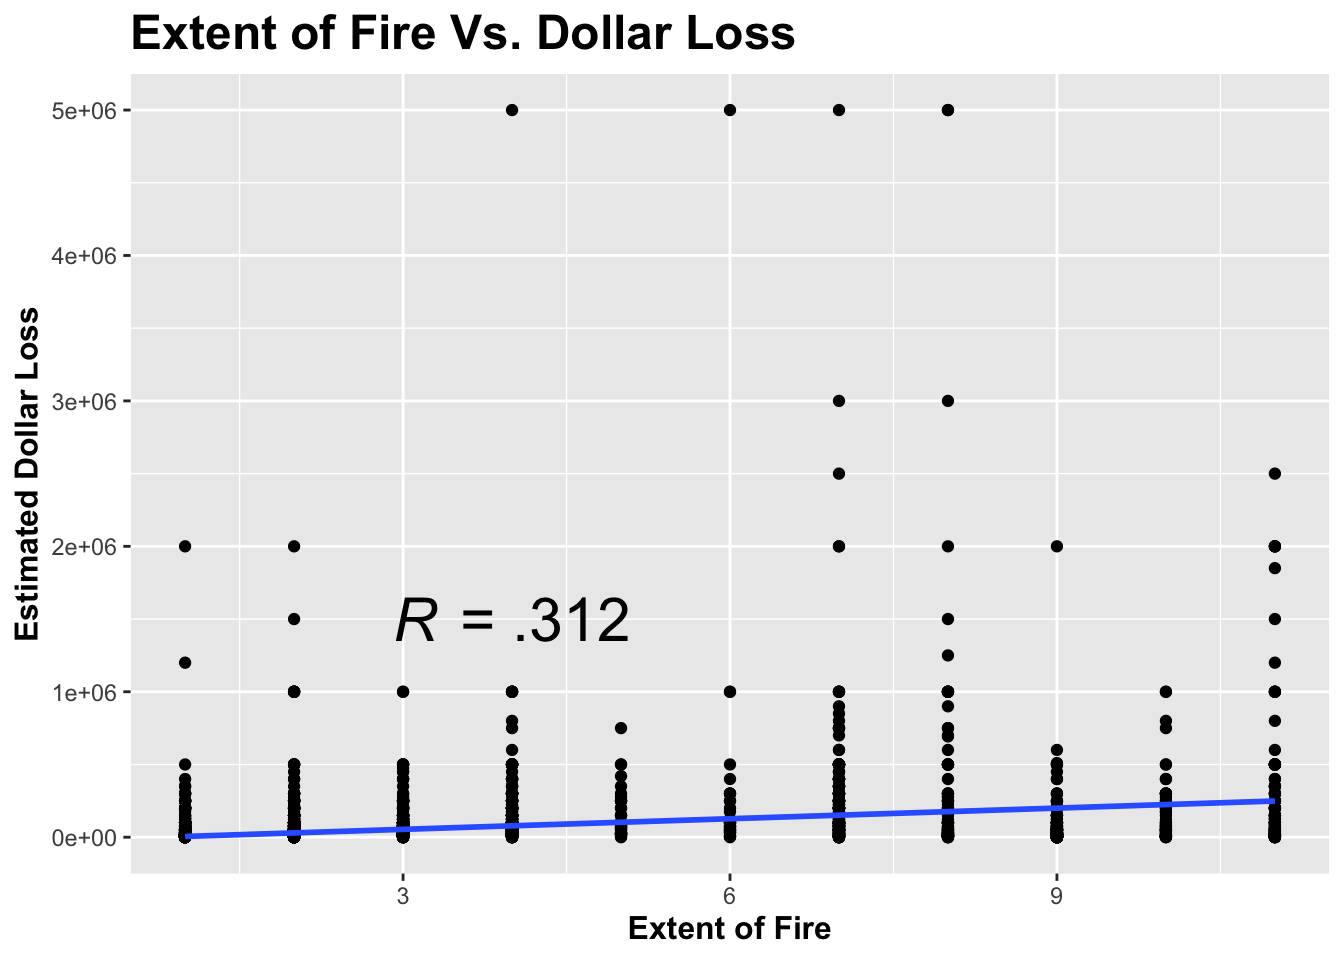 Extent of Fire Vs. Dollar Loss
5e+06
4e+06
3e+06
2e+06
1e+06
0e+00
Estimated Dollar Loss
R = .312
3
6
9
Extent of Fire